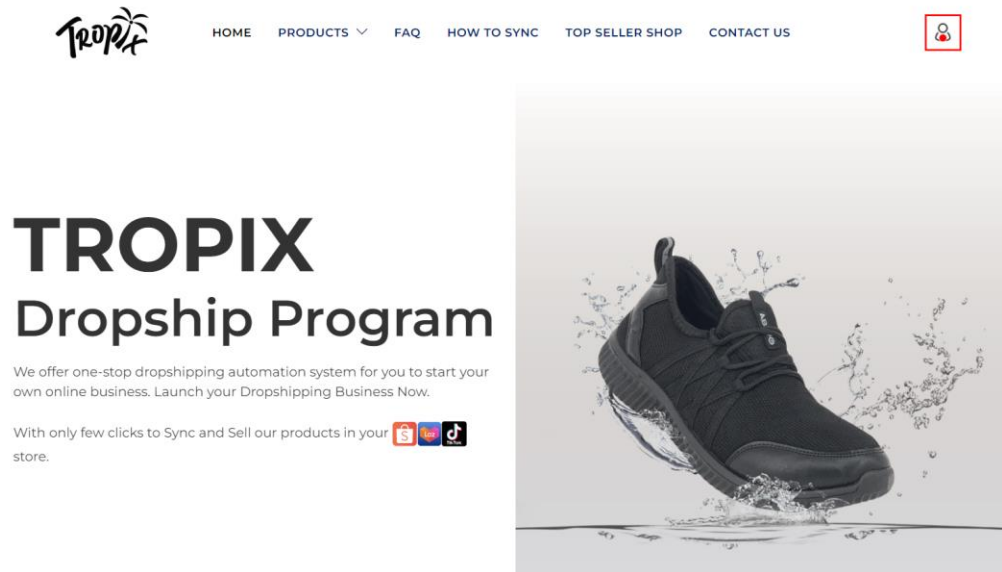 Tropix
HOME PRODUCTS FAQ HOW TO SYNC TOP SELLER SHOP CONTACT US
TROPIX
Dropship Program
We offer one-stop dropshipping automation system for you to start your
own online business. Launch your Dropshipping Business Now.
With only few clicks to Sync and Sell our products in your
store.